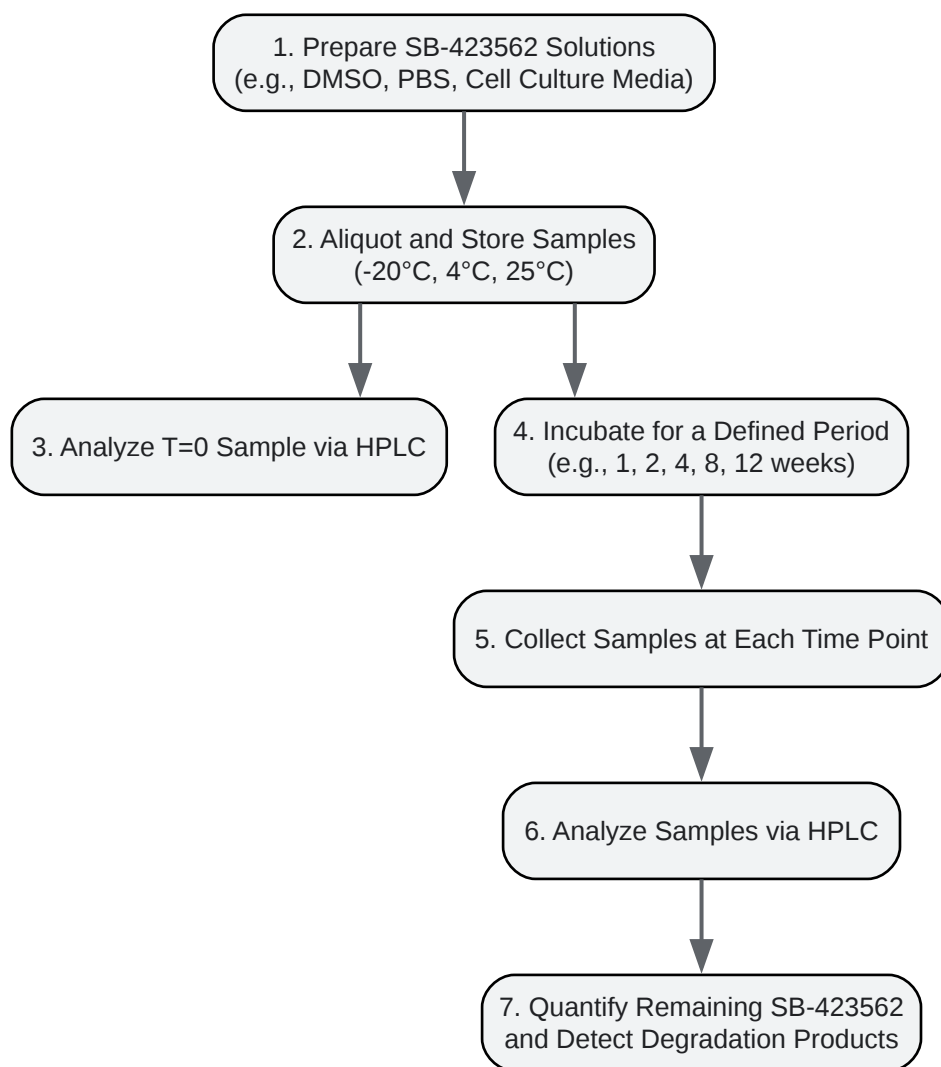 1. Prepare SB-423562 Solutions
(e.g., DMSO, PBS, Cell Culture Media)
2. Aliquot and Store Samples
(-20°C, 4°C, 25°C)
3. Analyze T=0 Sample via HPLC
4. Incubate for a Defined Period
(e.g., 1, 2, 4, 8, 12 weeks)
5. Collect Samples at Each Time Point
6. Analyze Samples via HPLC
7. Quantify Remaining SB-423562
and Detect Degradation Products